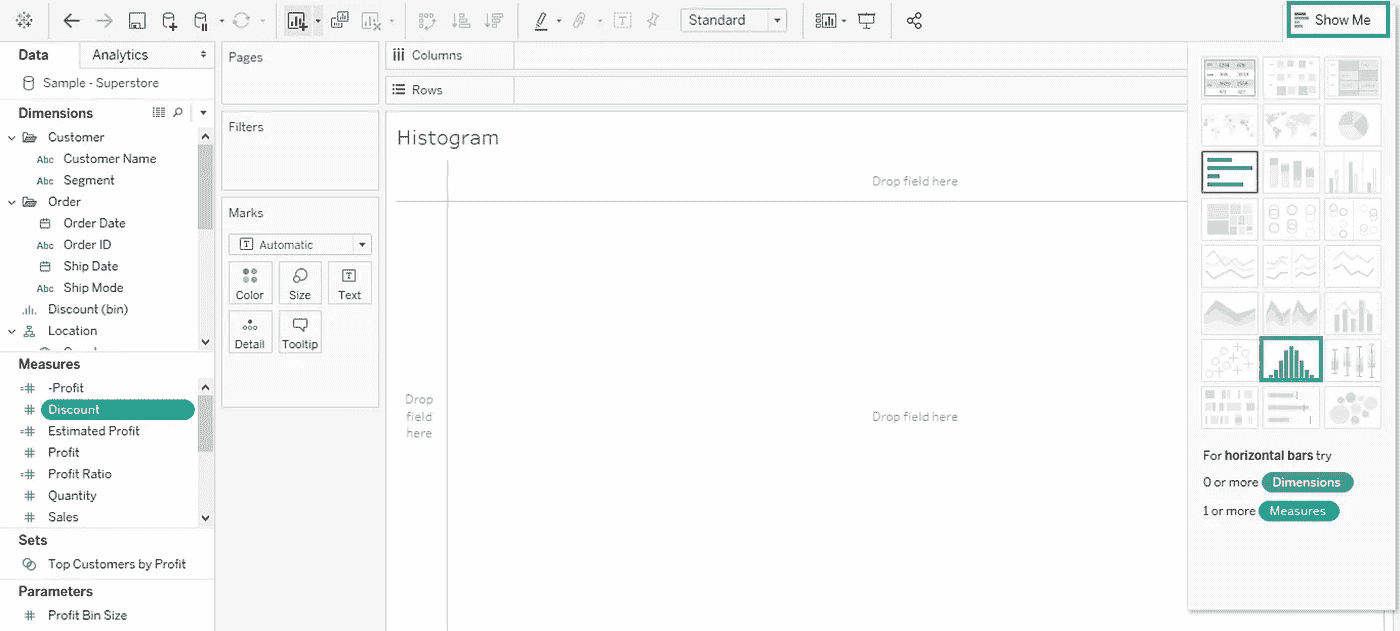 Standard
Show Me
Data
Analytics
Sample - Superstore
Dimensions
Customer
Abc Customer Name
Abc Segment
Order
Order Date
Abc Order ID
Ship Date
Abc Ship Mode
Discount (bin)
Location
Measures
-Profit
Discount
Estimated Profit
Profit
Profit Ratio
Quantity
Sales
Sets
Top Customers by Profit
Parameters
Profit Bin Size
Pages
Filters
Marks
Automatic
Color
Size
Text
Detail
Tooltip
Columns
Rows
Histogram
Drop field here
Drop
field
here
Drop field here
For horizontal bars try
0 or more Dimensions
1 or more Measures